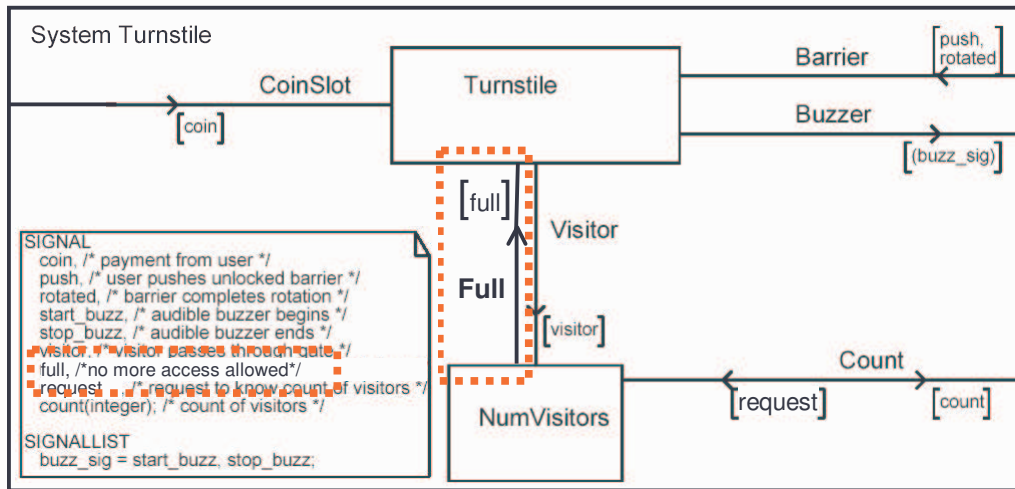 System Turnstile
[push,
rotated]
Barrier
CoinSlot
Turnstile
Buzzer
[coin]
[(buzz_sig)]
[full]
Visitor
SIGNAL
coin, /* payment from user */
push, /* user pushes unlocked barrier */
rotated, /* barrier completes rotation */
start_buzz, /* audible buzzer begins */
stop_buzz, /* audible buzzer ends */
visitor, /* visitor passes through gate */
full, /*no more access allowed*/
request , /* request to know count of visitors */
count(integer); /* count of visitors */
SIGNALLIST
buzz_sig = start_buzz, stop_buzz;
Full
[visitor]
Count
[request]
[count]
NumVisitors